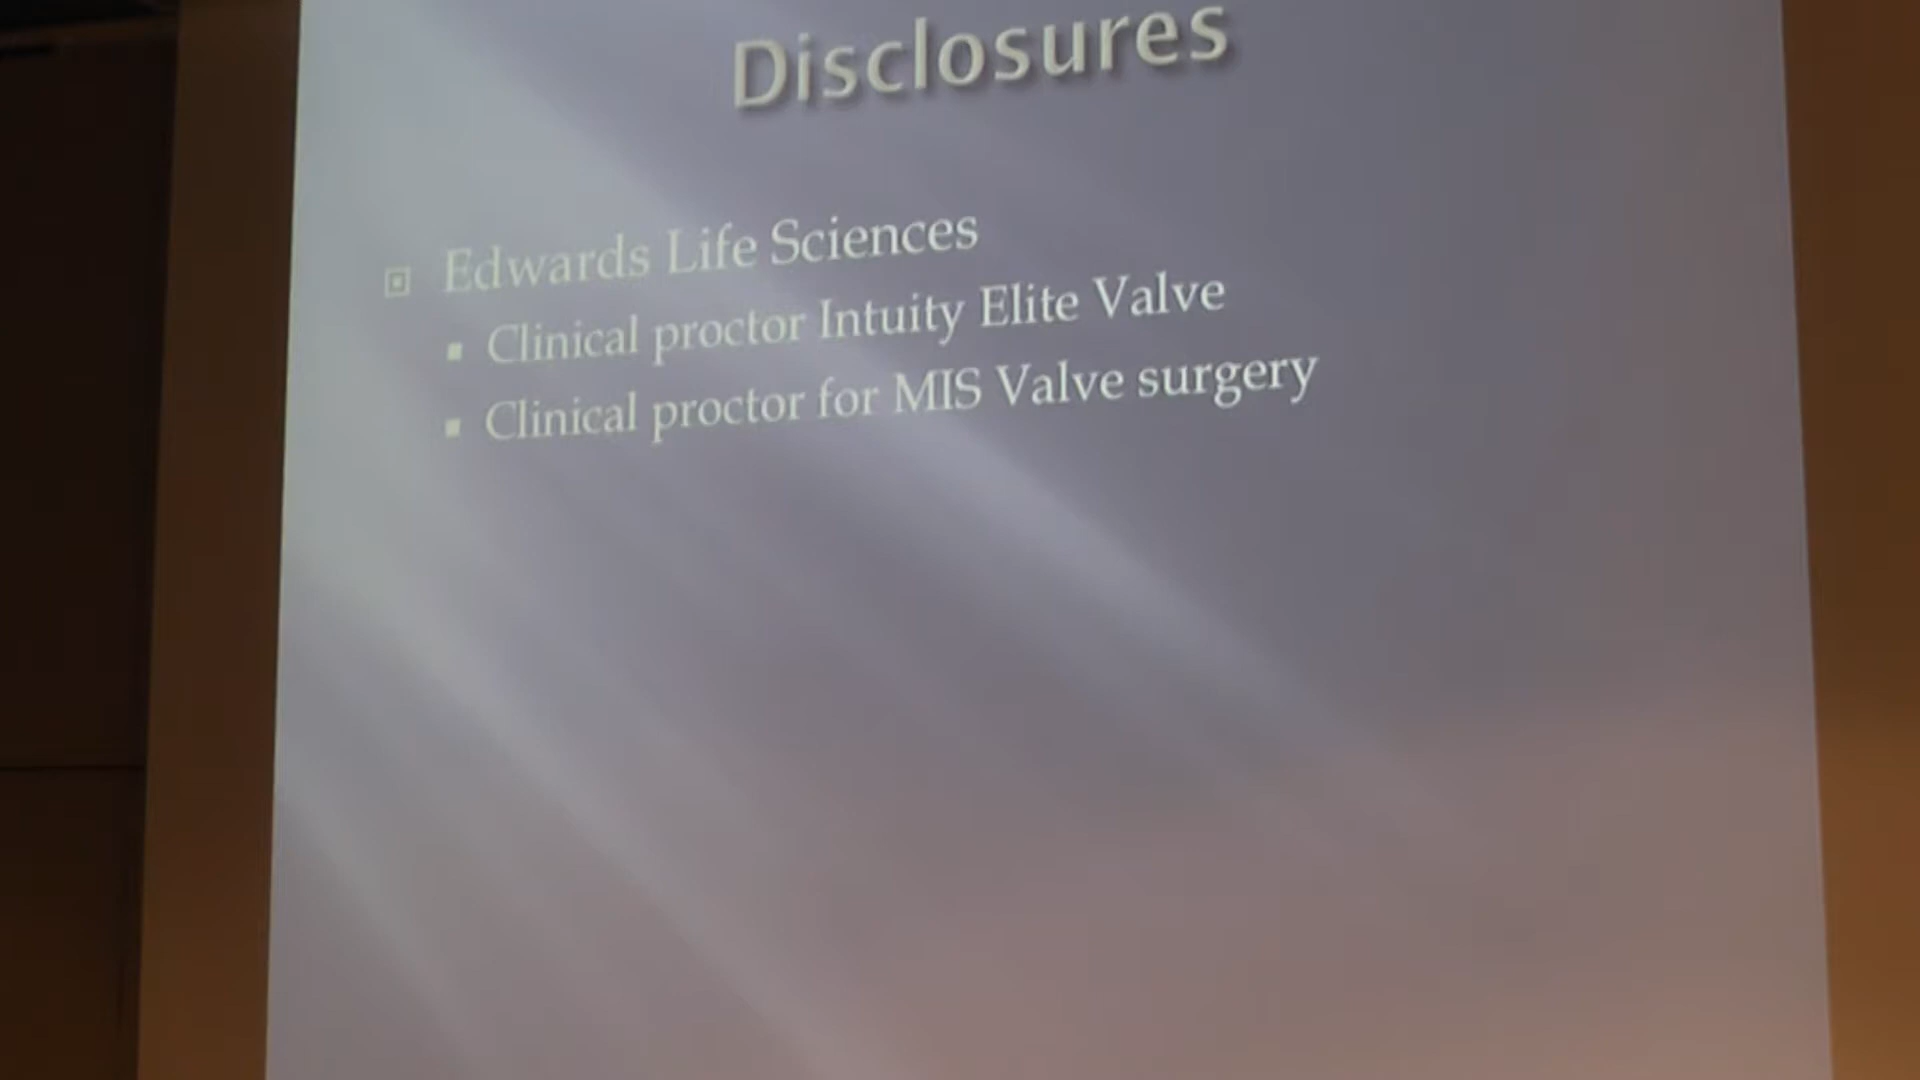 Disclosures
Edwards Life Sciences
Clinical proctor Intuity Elite Valve
Clinical proctor for MIS Valve surgery